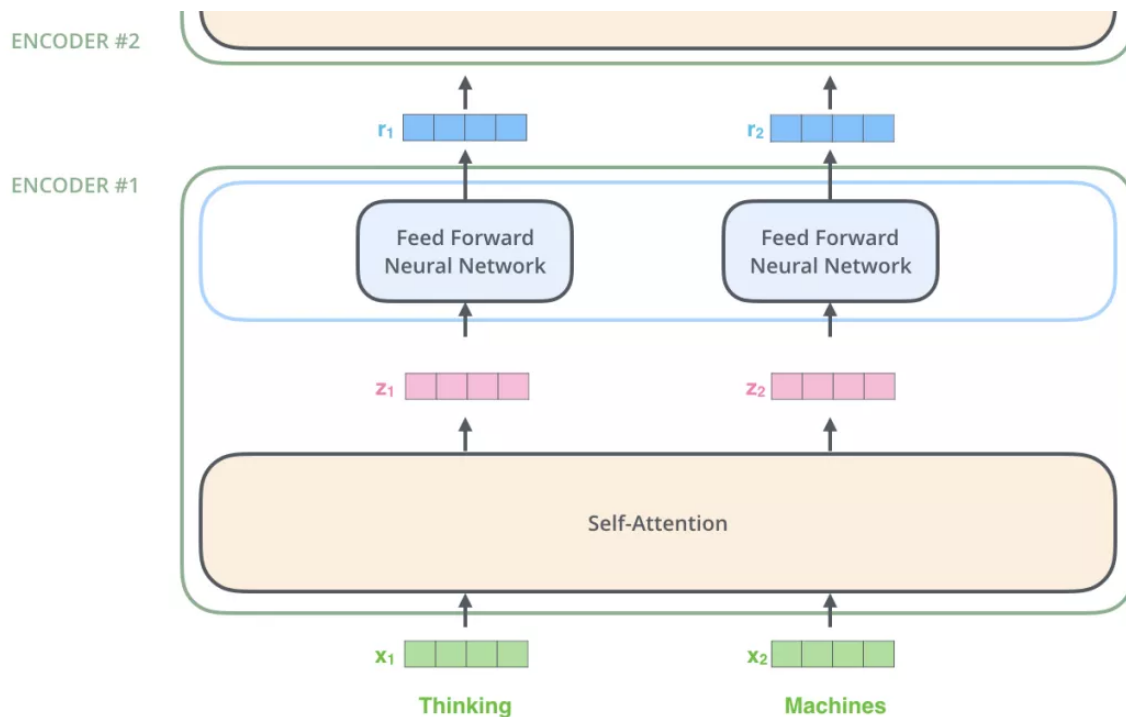 ENCODER #2
r₁
r₂
ENCODER #1
Feed Forward
Neural Network
Feed Forward
Neural Network
z₁
z₂
Self-Attention
x₁
x₂
Thinking
Machines